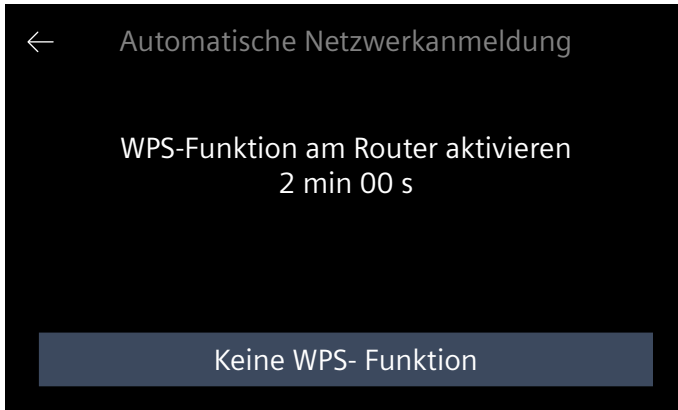 Automatische Netzwerkanmeldung
WPS-Funktion am Router aktivieren
2 min 00 s
Keine WPS- Funktion